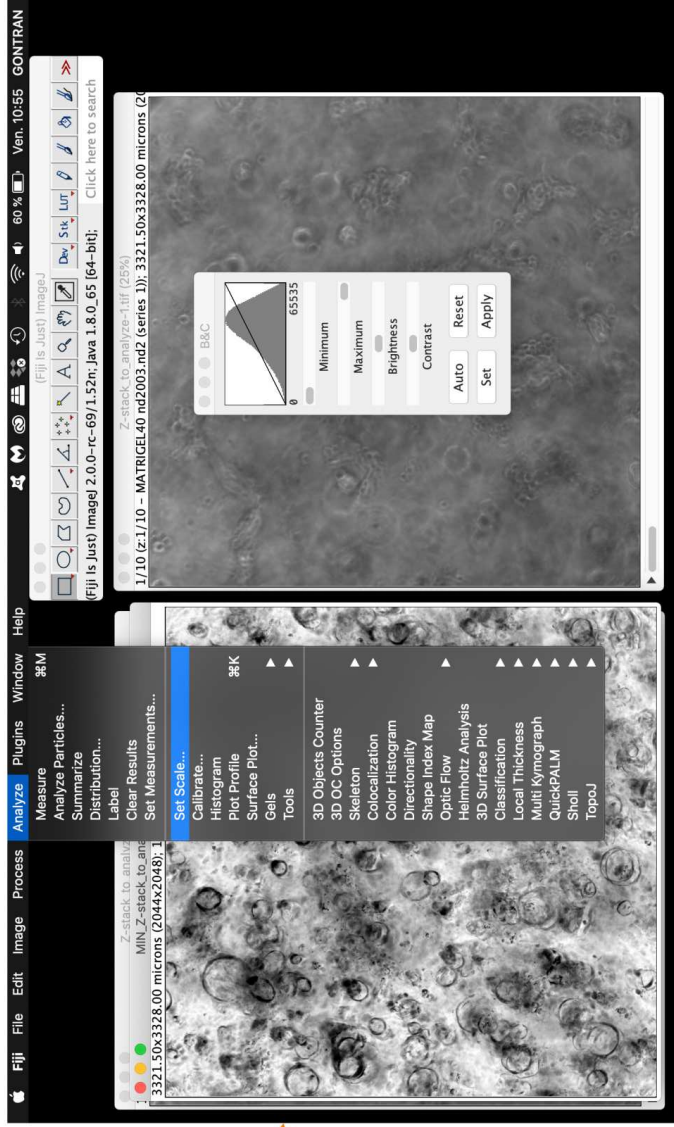 Fiji File Edit Image Process Analyze Plugins Window Help
60 % Ven. 10:55 GONTRAN
(Fiji Is Just) ImageJ
Dev Stk LUT
(Fiji Is Just) ImageJ 2.0.0-rc-69/1.52n; Java 1.8.0_65 [64-bit];
Click here to search
Measure ⌘M
Analyze Particles...
Summarize
Distribution...
Label
Clear Results
Set Measurements...
Set Scale...
Calibrate...
Histogram
Plot Profile ⌘K
Surface Plot...
Gels
Tools
3D Objects Counter
3D OC Options
Skeleton
Colocalization
Color Histogram
Directionality
Shape Index Map
Optic Flow
Helmholtz Analysis
3D Surface Plot
Classification
Local Thickness
Multi Kymograph
QuickPALM
Sholl
TopoJ
Z-stack_to_analyz
MIN_Z-stack_to_ana
3321.50x3328.00 microns (2044x2048); 1
Z-stack_to_analyze-1.tif (25%)
1/10 (z:1/10 - MATRIGEL40 nd2003.nd2 (series 1)); 3321.50x3328.00 microns (20
B&C
0 65535
Minimum
Maximum
Brightness
Contrast
Auto Reset
Set Apply